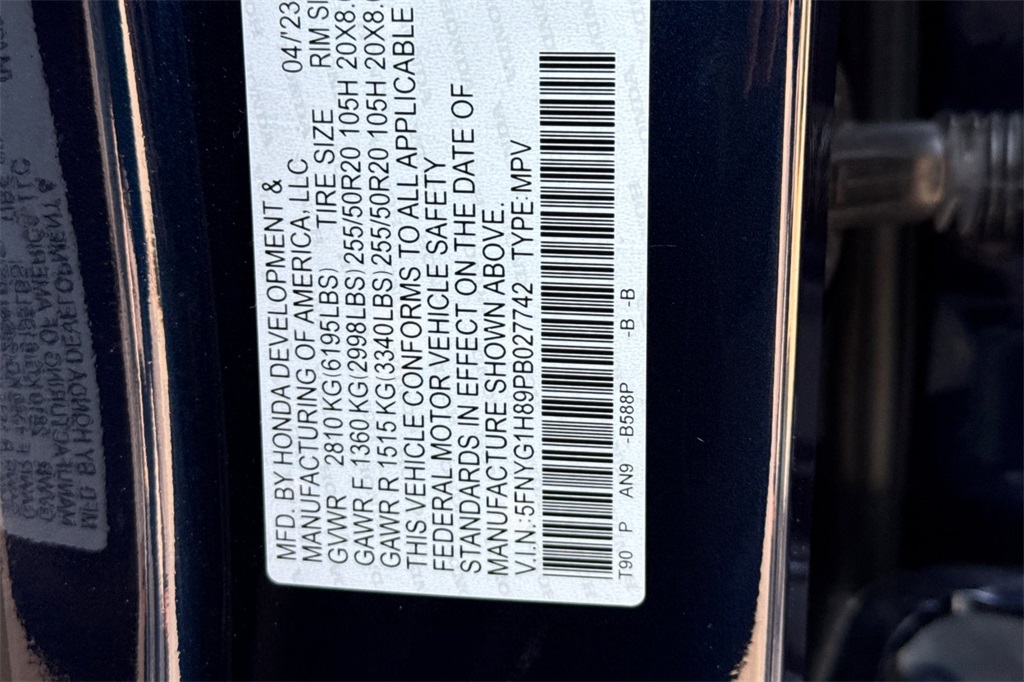 MFD. BY HONDA DEVELOPMENT & 04/'23
MANUFACTURING OF AMERICA, LLC
GVWR 2810 KG(6195LBS) TIRE SIZE RIM
GAWR F 1360 KG(2998LBS) 255/50R20 105H 20X8.
GAWR R 1515 KG(3340LBS) 255/50R20 105H 20X8.
THIS VEHICLE CONFORMS TO ALL APPLICABLE
FEDERAL MOTOR VEHICLE SAFETY
STANDARDS IN EFFECT ON THE DATE OF
MANUFACTURE SHOWN ABOVE.
V.I.N.:5FNYG1H89PB027742 TYPE:MPV
T90 P AN9 -B588P -B -B